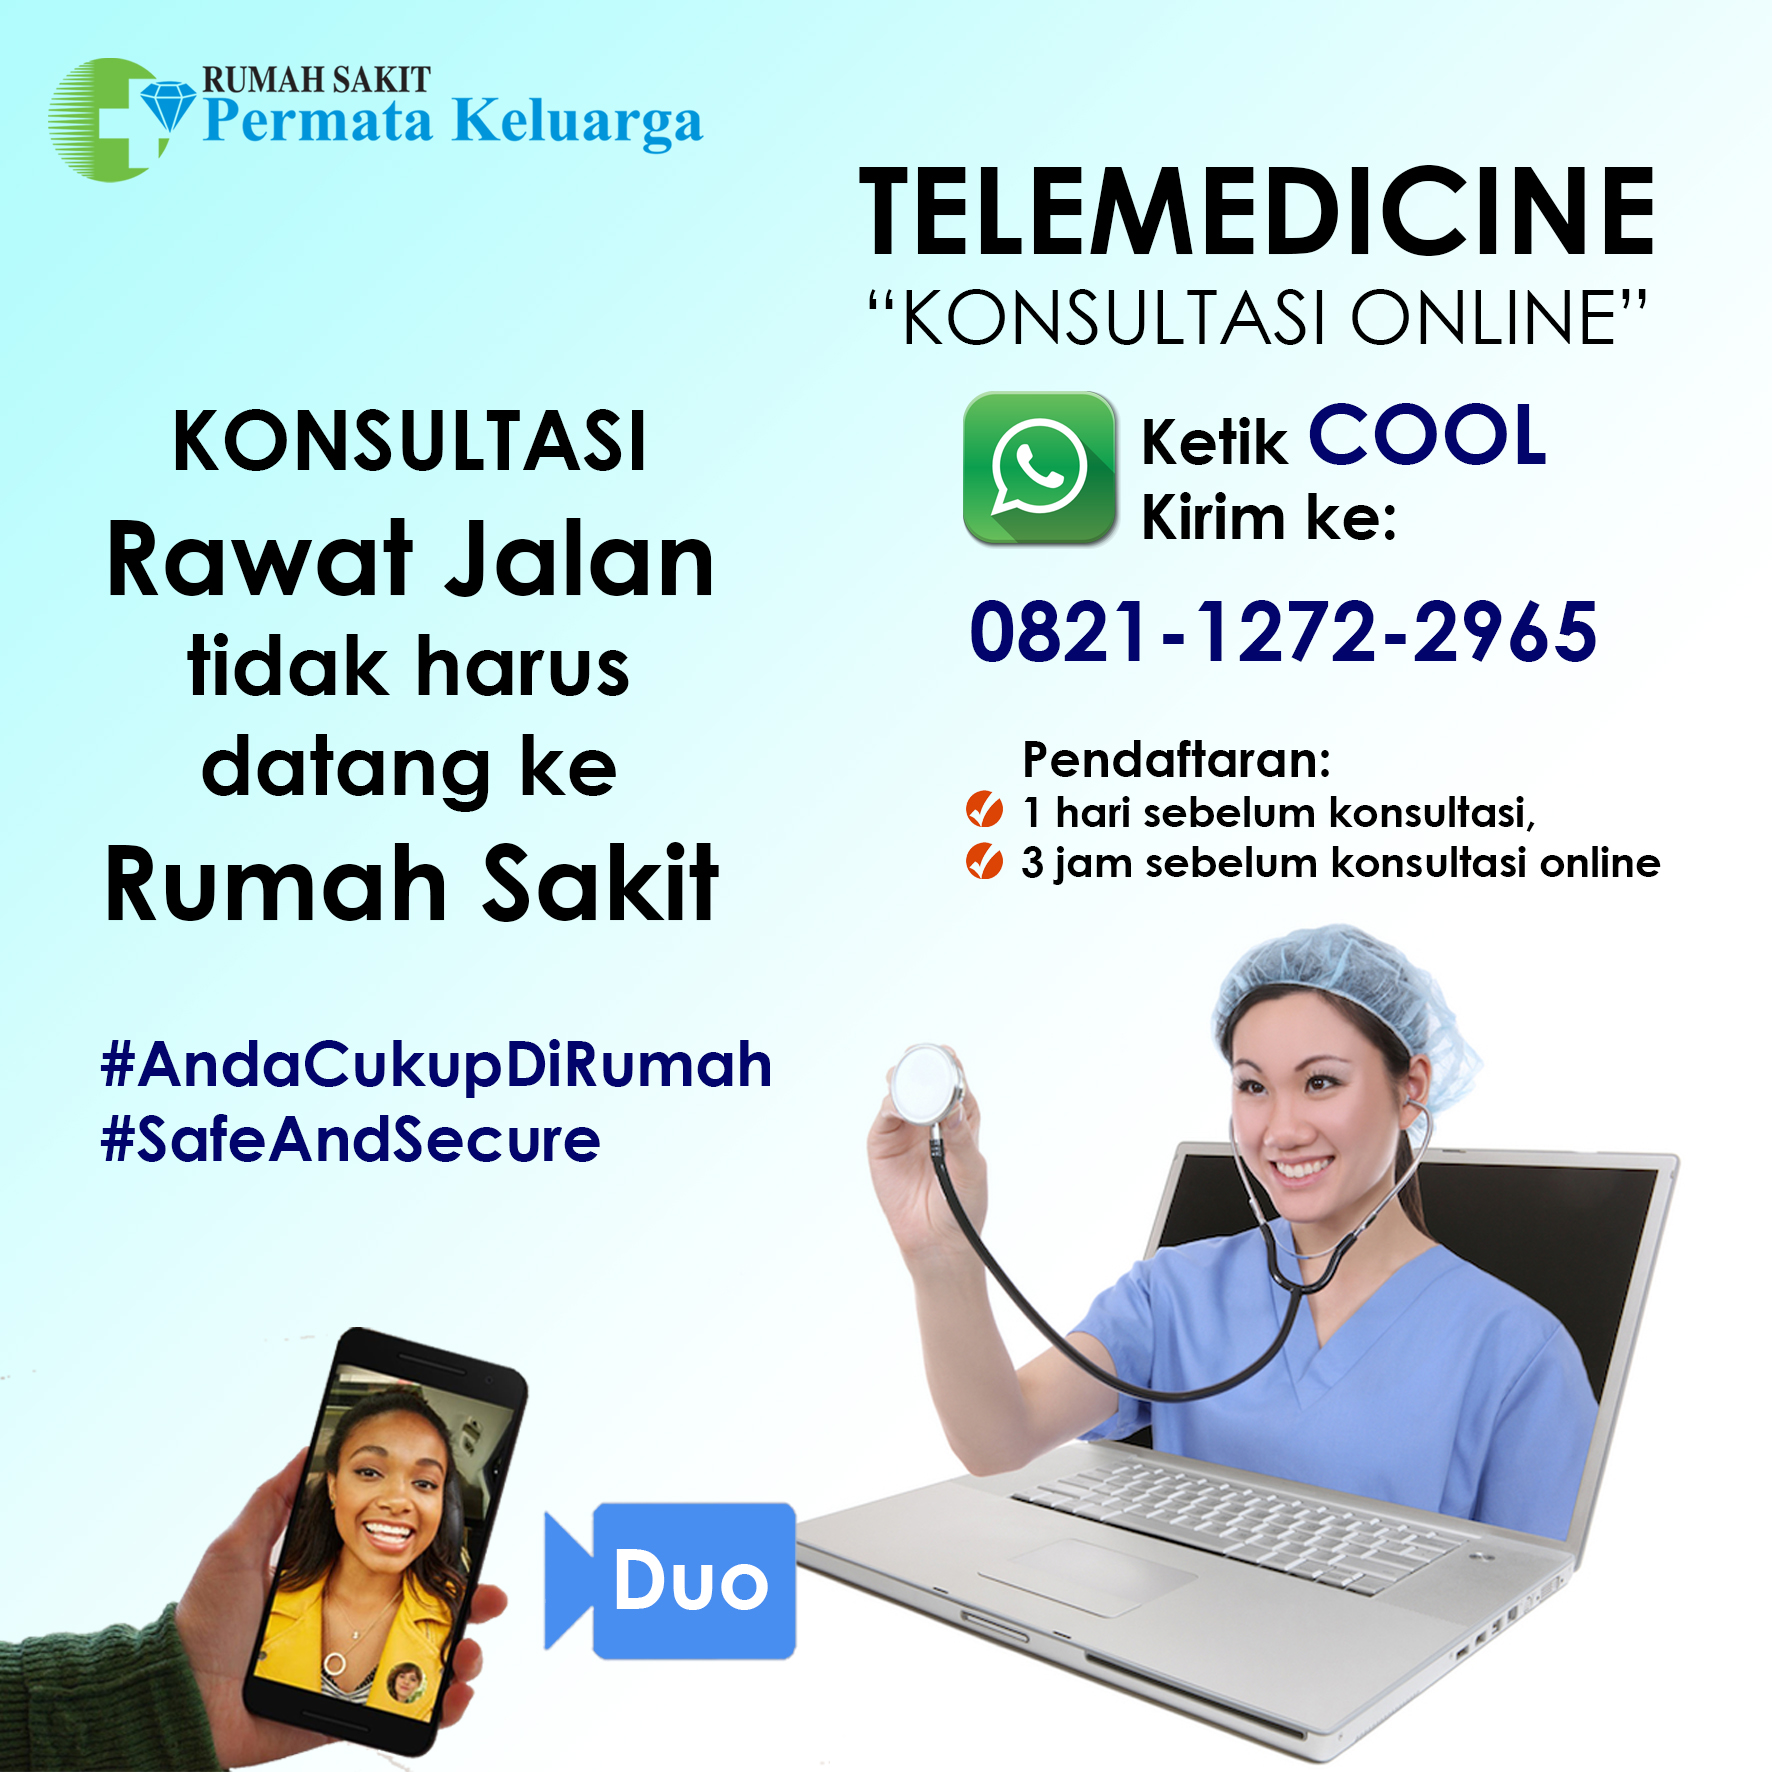 RUMAH SAKIT
Permata Keluarga
TELEMEDICINE
“KONSULTASI ONLINE”
KONSULTASI
Rawat Jalan
tidak harus
datang ke
Rumah Sakit
Ketik COOL
Kirim ke:
0821-1272-2965
Pendaftaran:
1 hari sebelum konsultasi,
3 jam sebelum konsultasi online
#AndaCukupDiRumah
#SafeAndSecure
Duo